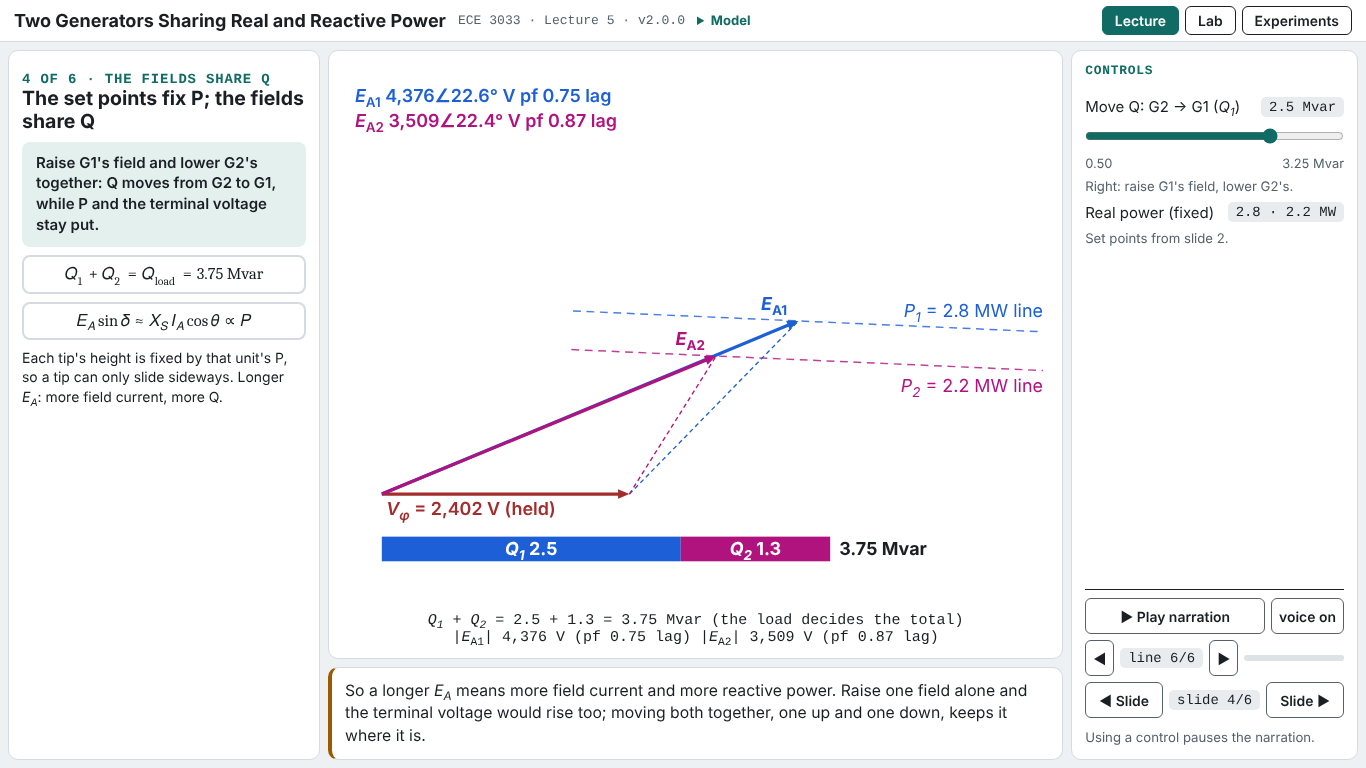 Two Generators Sharing Real and Reactive Power
ECE 3033 · Lecture 5 · v2.0.0
▶ Model
Lecture
Lab
Experiments
4 OF 6 · THE FIELDS SHARE Q
The set points fix P; the fields
share Q
Raise G1's field and lower G2's
together: Q moves from G2 to G1,
while P and the terminal voltage
stay put.
Q1 + Q2 = Qload = 3.75 Mvar
EA sin δ ≈ XS IA cos θ ∝ P
Each tip's height is fixed by that unit's P,
so a tip can only slide sideways. Longer
EA: more field current, more Q.
EA1 4,376∠22.6° V pf 0.75 lag
EA2 3,509∠22.4° V pf 0.87 lag
EA1
P1 = 2.8 MW line
EA2
P2 = 2.2 MW line
Vφ = 2,402 V (held)
Q1 2.5
Q2 1.3
3.75 Mvar
Q1 + Q2 = 2.5 + 1.3 = 3.75 Mvar (the load decides the total)
|EA1| 4,376 V (pf 0.75 lag) |EA2| 3,509 V (pf 0.87 lag)
So a longer EA means more field current and more reactive power. Raise one field alone and
the terminal voltage would rise too; moving both together, one up and one down, keeps it
where it is.
CONTROLS
Move Q: G2 → G1 (Q1)
2.5 Mvar
0.50
3.25 Mvar
Right: raise G1's field, lower G2's.
Real power (fixed)
2.8 · 2.2 MW
Set points from slide 2.
▶ Play narration
voice on
◀
line 6/6
▶
◀ Slide
slide 4/6
Slide ▶
Using a control pauses the narration.